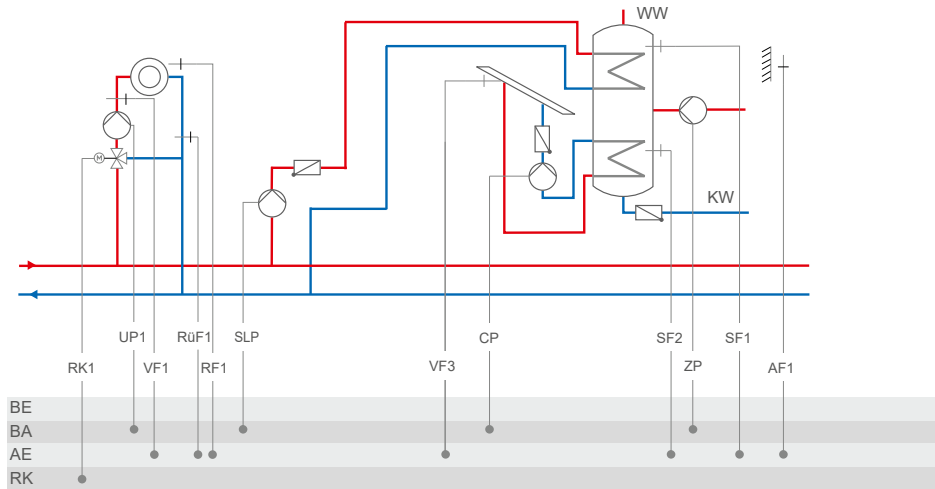 WW
M
KW
UP1 RüF1 SLP CP SF2 SF1
RK1 VF1 RF1 VF3 ZP AF1
BE
BA
AE
RK